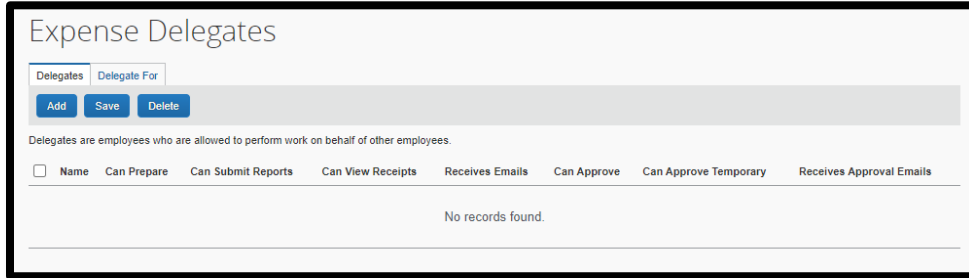 Expense Delegates
Delegates Delegate For
Add Save Delete
Delegates are employees who are allowed to perform work on behalf of other employees.
Name Can Prepare Can Submit Reports Can View Receipts Receives Emails Can Approve Can Approve Temporary Receives Approval Emails
No records found.